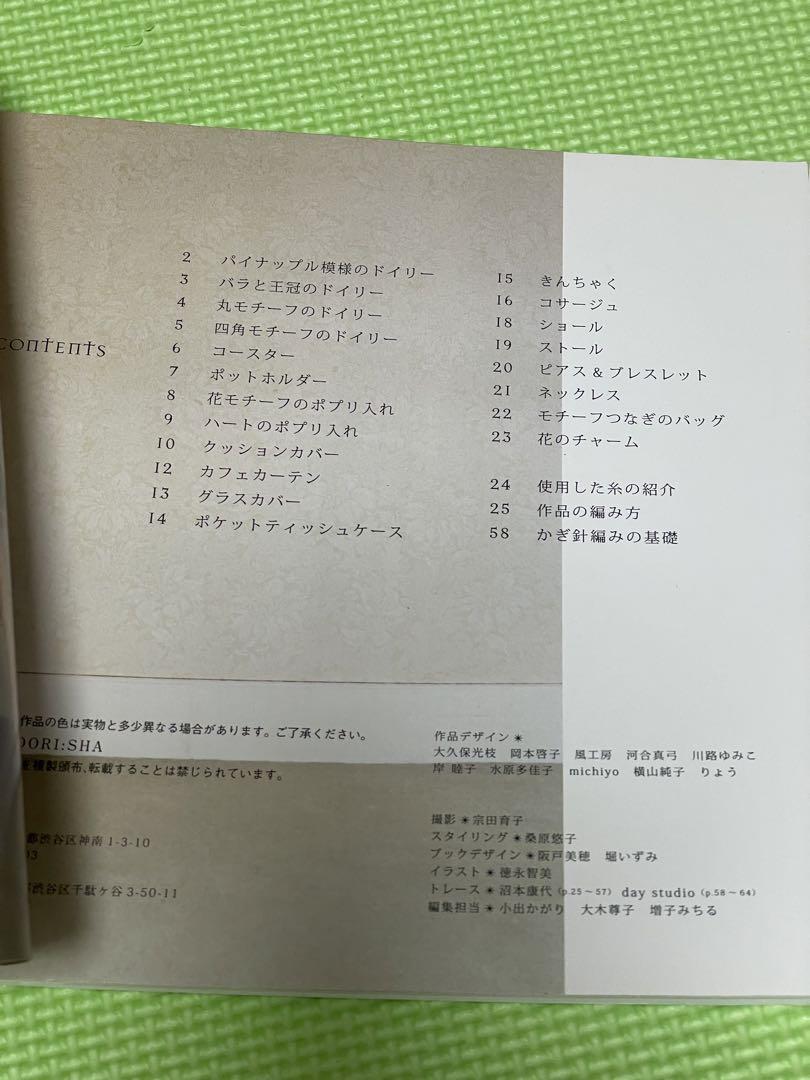 CONTENTS
2 パイナップル模様のドイリー
3 バラと王冠のドイリー
4 丸モチーフのドイリー
5 四角モチーフのドイリー
6 コースター
7 ポットホルダー
8 花モチーフのポプリ入れ
9 ハートのポプリ入れ
10 クッションカバー
12 カフェカーテン
13 グラスカバー
14 ポケットティッシュケース
15 きんちゃく
16 コサージュ
18 ショール
19 ストール
20 ピアス & ブレスレット
21 ネックレス
22 モチーフつなぎのバッグ
23 花のチャーム
24 使用した糸の紹介
25 作品の編み方
58 かぎ針編みの基礎
作品の色は実物と多少異なる場合があります。ご了承ください。
DORI:SHA
複製頒布、転載することは禁じられています。
都渋谷区神南 1-3-10
03
渋谷区千駄ケ谷 3-50-11
作品デザイン＊
大久保光枝 岡本啓子 風工房 河合真弓 川路ゆみこ
岸 睦子 水原多佳子 michiyo 横山純子 りょう
撮影＊宗田育子
スタイリング＊桑原悠子
ブックデザイン＊阪戸美穂 堀いずみ
イラスト＊徳永智美
トレース＊沼本康代（p.25～57） day studio（p.58～64）
編集担当＊小出かがり 大木尊子 増子みちる